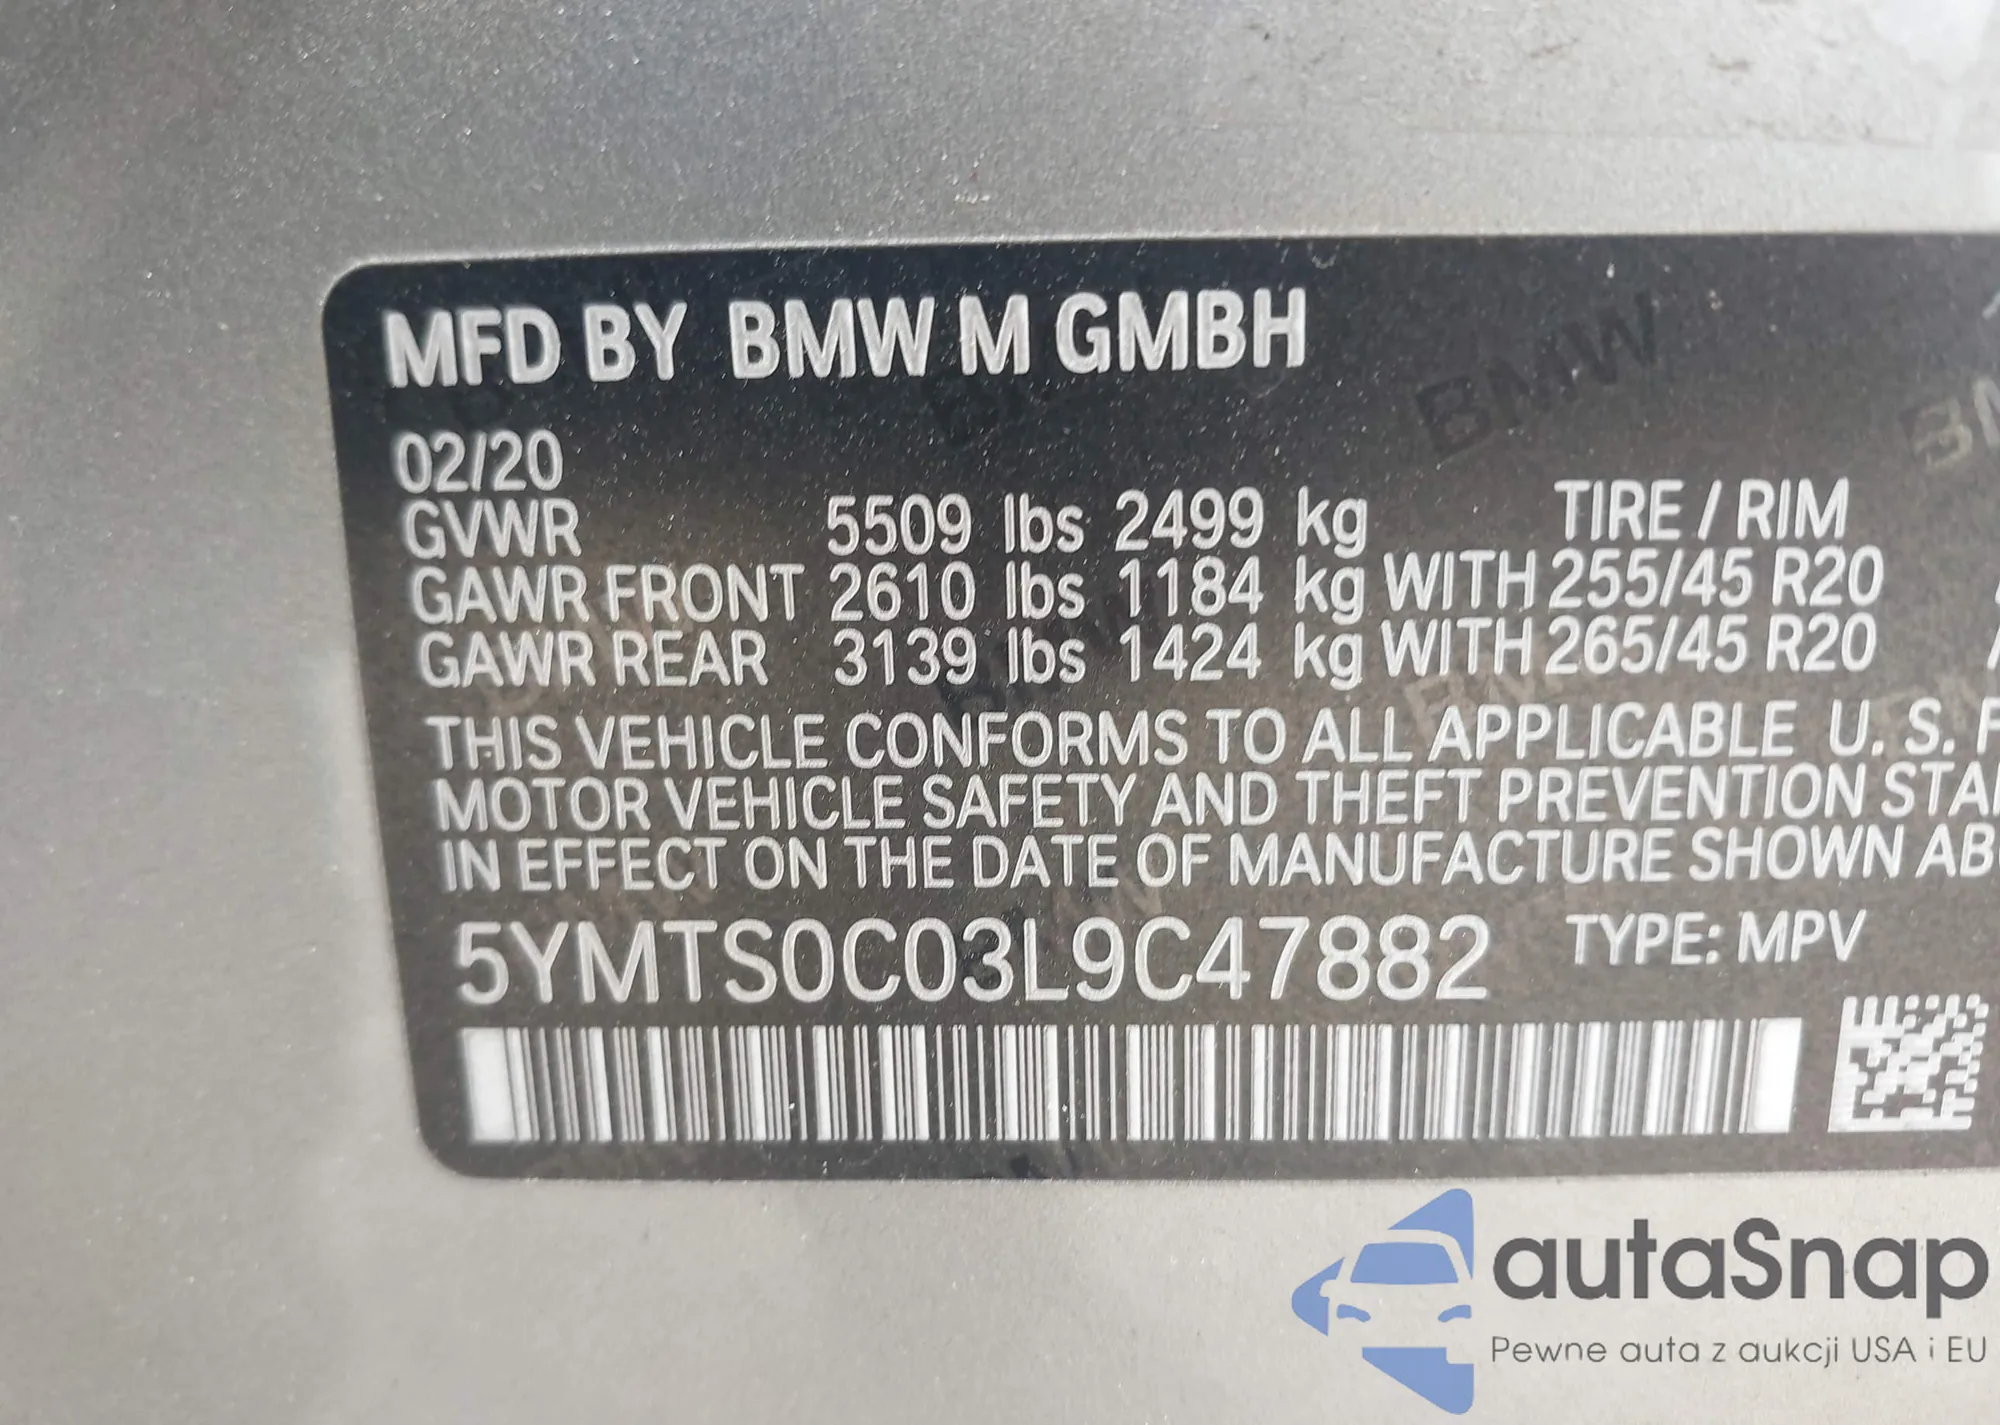 MFD BY BMW M GMBH
02/20
GVWR 5509 lbs 2499 kg TIRE / RIM
GAWR FRONT 2610 lbs 1184 kg WITH 255/45 R20
GAWR REAR 3139 lbs 1424 kg WITH 265/45 R20
THIS VEHICLE CONFORMS TO ALL APPLICABLE U. S. F
MOTOR VEHICLE SAFETY AND THEFT PREVENTION STA
IN EFFECT ON THE DATE OF MANUFACTURE SHOWN AB
5YMTS0C03L9C47882 TYPE: MPV
autaSnap
Pewne auta z aukcji USA i EU